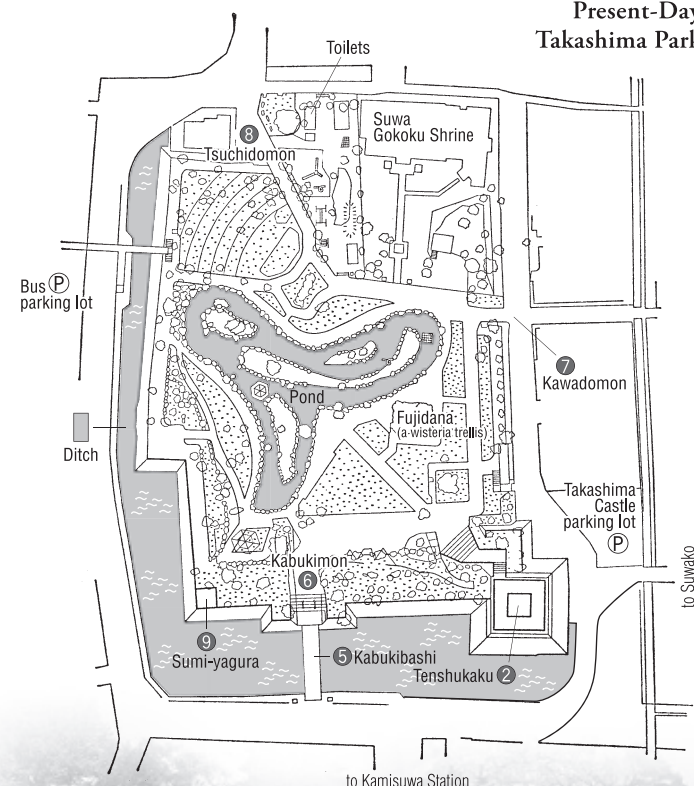 Present-Day
Takashima Park
Toilets
Suwa
Gokoku Shrine
8
Tsuchidomon
Bus P
parking lot
7
Kawadomon
Pond
Fujidana
(a-wisteria trellis)
Ditch
Takashima
Castle
parking lot
P
to Suwako
Kabukimon
6
2
9
Sumi-yagura
5 Kabukibashi
Tenshukaku 2
to Kamisuwa Station